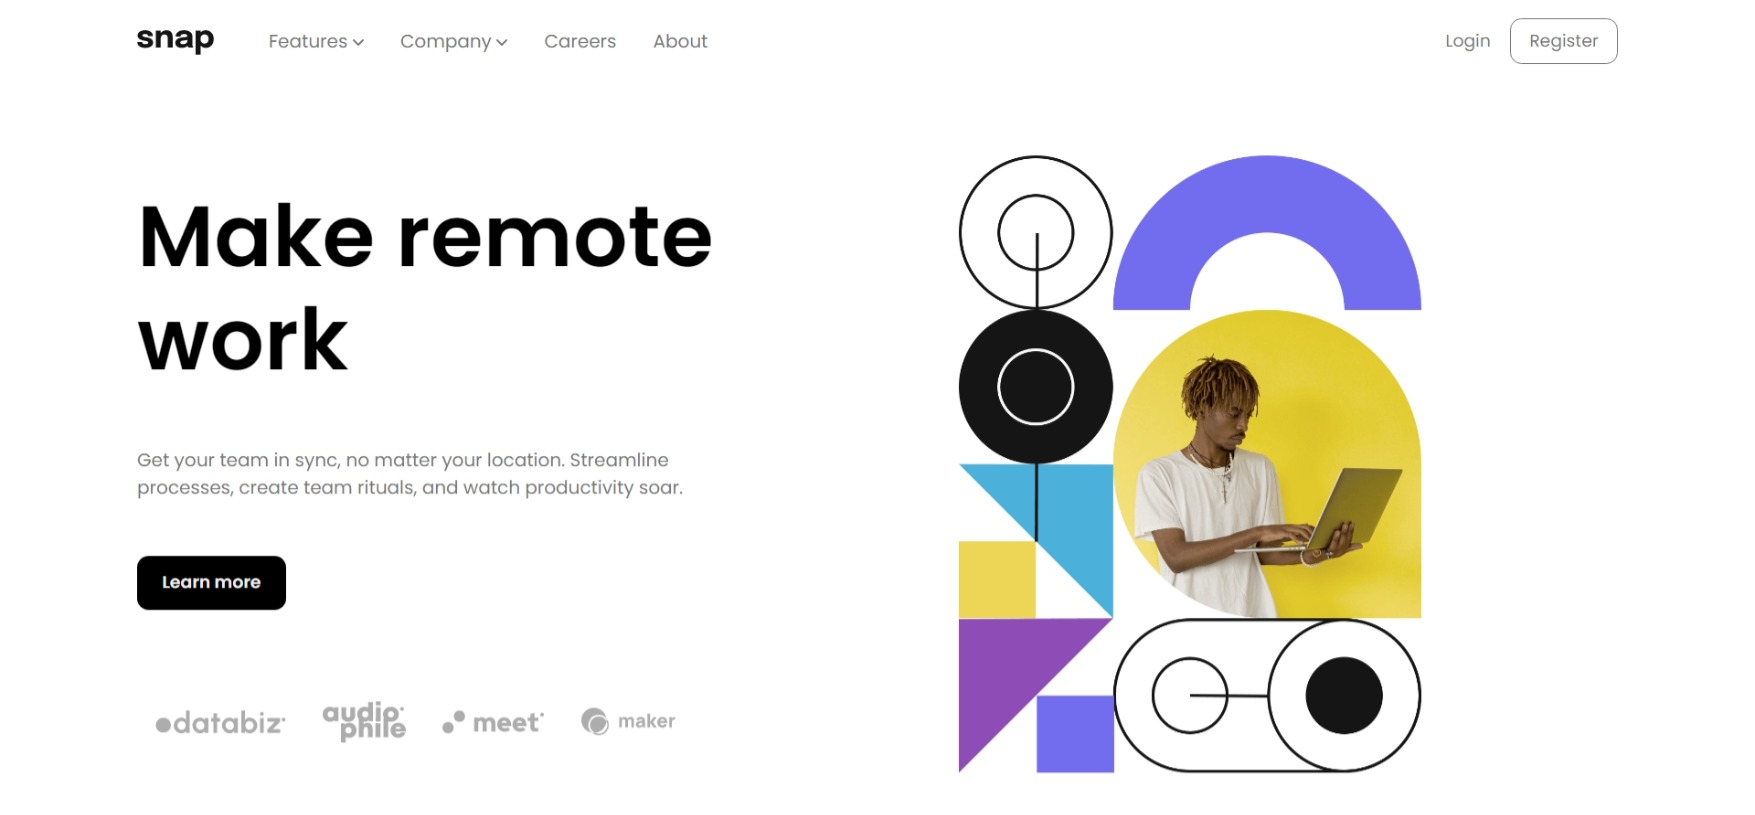 snap Features Company Careers About Login Register
Make remote
work
Get your team in sync, no matter your location. Streamline
processes, create team rituals, and watch productivity soar.
Learn more
databiz audiophile meet maker